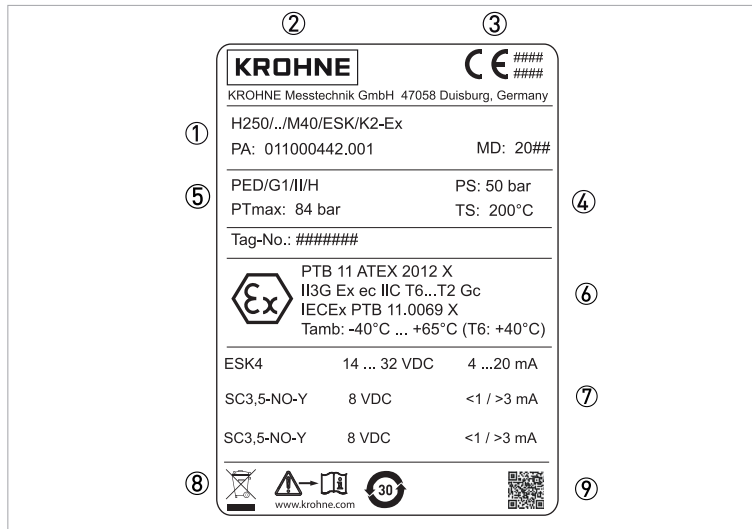 ② ③
KROHNE CE ####
####
KROHNE Messtechnik GmbH 47058 Duisburg, Germany
① H250/../M40/ESK/K2-Ex
PA: 011000442.001 MD: 20##
⑤ PED/G1/II/H PS: 50 bar ④
PTmax: 84 bar TS: 200°C
Tag-No.: #######
Ex PTB 11 ATEX 2012 X
II3G Ex ec IIC T6...T2 Gc ⑥
IECEx PTB 11.0069 X
Tamb: -40°C ... +65°C (T6: +40°C)
ESK4 14 ... 32 VDC 4 ...20 mA
SC3,5-NO-Y 8 VDC <1 / >3 mA ⑦
SC3,5-NO-Y 8 VDC <1 / >3 mA
⑧ 30 ⑨
www.krohne.com